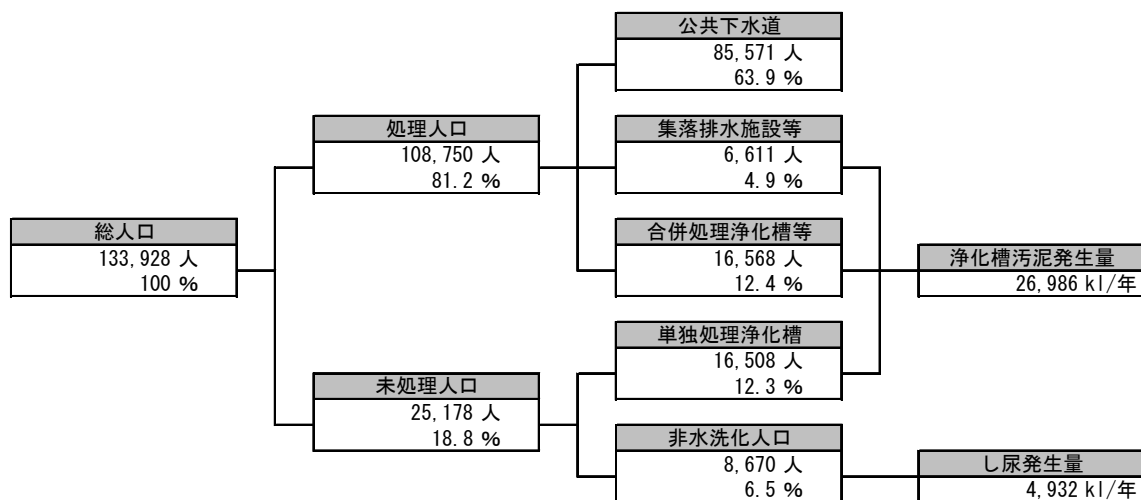 公共下水道
85,571 人
63.9 %
処理人口
108,750 人
81.2 %
集落排水施設等
6,611 人
4.9 %
総人口
133,928 人
100 %
合併処理浄化槽等
16,568 人
12.4 %
浄化槽汚泥発生量
26,986 kl/年
単独処理浄化槽
16,508 人
12.3 %
未処理人口
25,178 人
18.8 %
非水洗化人口
8,670 人
6.5 %
し尿発生量
4,932 kl/年